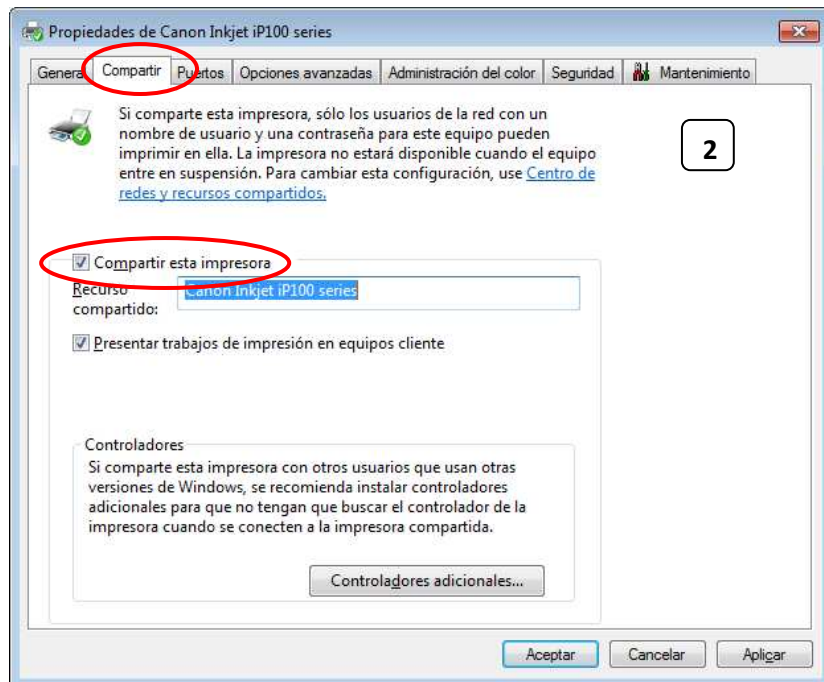 Propiedades de Canon Inkjet iP100 series
General Compartir Puertos Opciones avanzadas Administración del color Seguridad Mantenimiento
Si comparte esta impresora, sólo los usuarios de la red con un
nombre de usuario y una contraseña para este equipo pueden
imprimir en ella. La impresora no estará disponible cuando el equipo
entre en suspensión. Para cambiar esta configuración, use Centro de
redes y recursos compartidos.
2
Compartir esta impresora
Recurso
compartido:
Canon Inkjet iP100 series
Presentar trabajos de impresión en equipos cliente
Controladores
Si comparte esta impresora con otros usuarios que usan otras
versiones de Windows, se recomienda instalar controladores
adicionales para que no tengan que buscar el controlador de la
impresora cuando se conecten a la impresora compartida.
Controladores adicionales...
Aceptar Cancelar Aplicar